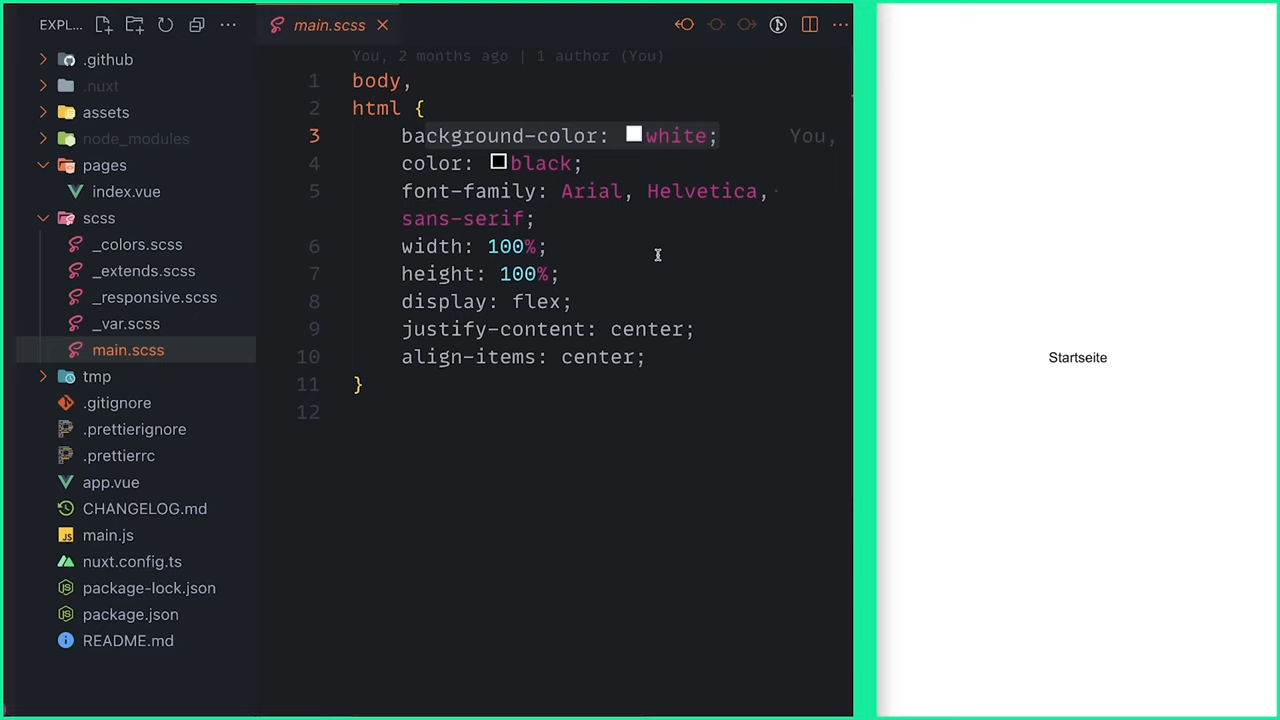 EXPL...
.github
.nuxt
assets
node_modules
pages
index.vue
scss
_colors.scss
_extends.scss
_responsive.scss
_var.scss
main.scss
tmp
.gitignore
.prettierignore
.prettierrc
app.vue
CHANGELOG.md
main.js
nuxt.config.ts
package-lock.json
package.json
README.md
main.scss
You, 2 months ago | 1 author (You)
1 body,
2 html {
3 background-color: white; You,
4 color: black;
5 font-family: Arial, Helvetica,
sans-serif;
6 width: 100%;
7 height: 100%;
8 display: flex;
9 justify-content: center;
10 align-items: center;
11 }
12
Startseite